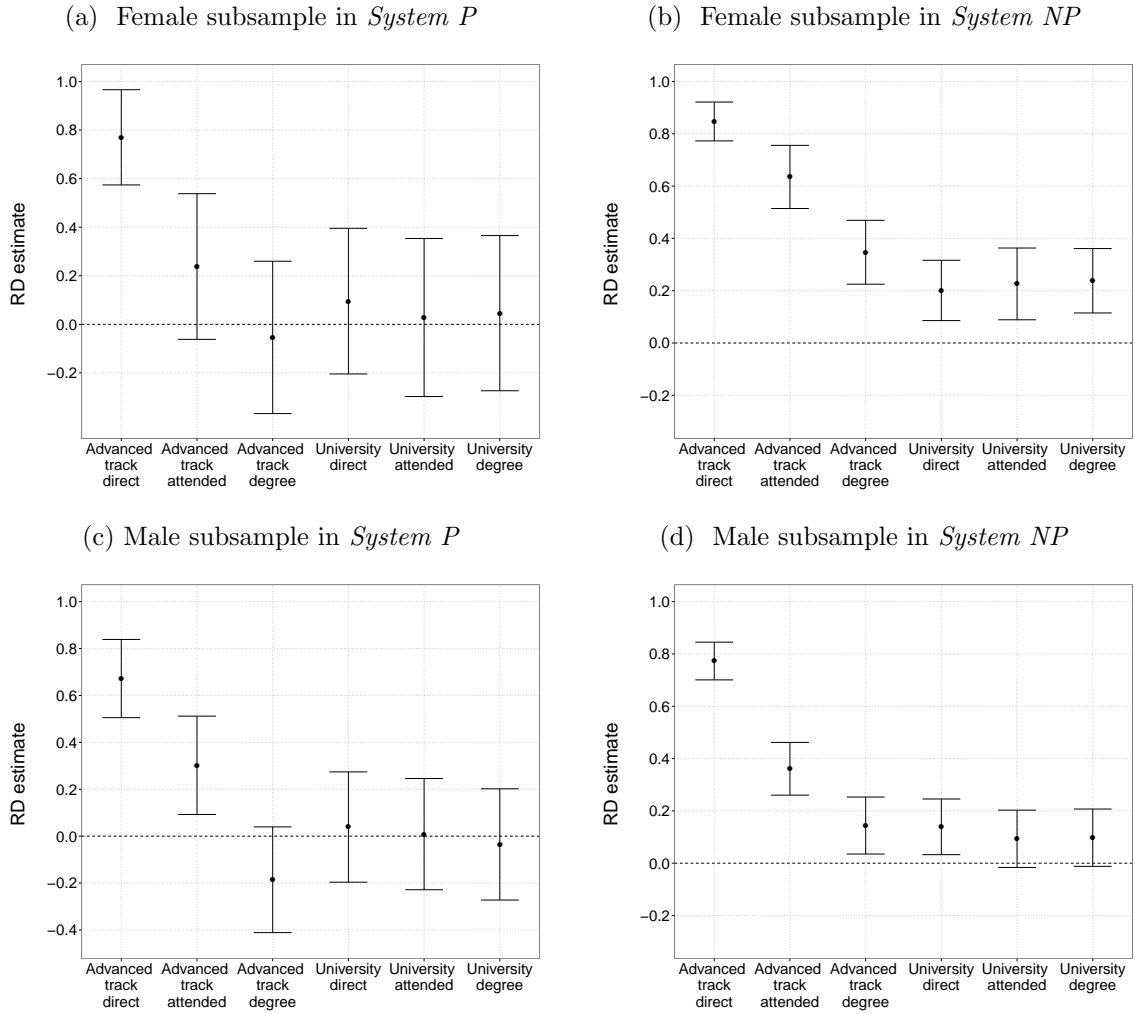 (a) Female subsample in System P
(b) Female subsample in System NP
RD estimate
1.0
0.8
0.6
0.4
0.2
0.0
−0.2
Advanced track direct
Advanced track attended
Advanced track degree
University direct
University attended
University degree
RD estimate
1.0
0.8
0.6
0.4
0.2
0.0
−0.2
Advanced track direct
Advanced track attended
Advanced track degree
University direct
University attended
University degree
(c) Male subsample in System P
(d) Male subsample in System NP
RD estimate
1.0
0.8
0.6
0.4
0.2
0.0
−0.2
−0.4
Advanced track direct
Advanced track attended
Advanced track degree
University direct
University attended
University degree
RD estimate
1.0
0.8
0.6
0.4
0.2
0.0
−0.2
Advanced track direct
Advanced track attended
Advanced track degree
University direct
University attended
University degree